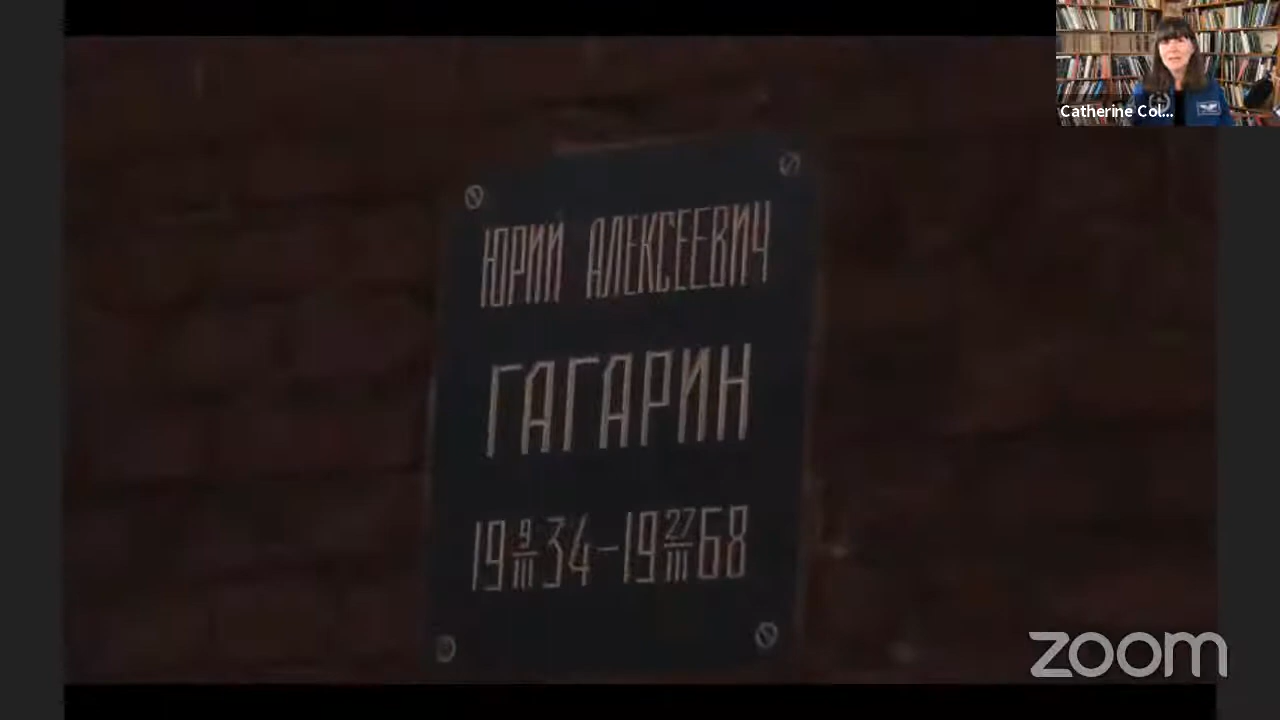 Catherine Col...
ЮРИЙ АЛЕКСЕЕВИЧ
ГАГАРИН
19 9/III 34–19 27/III 68
zoom